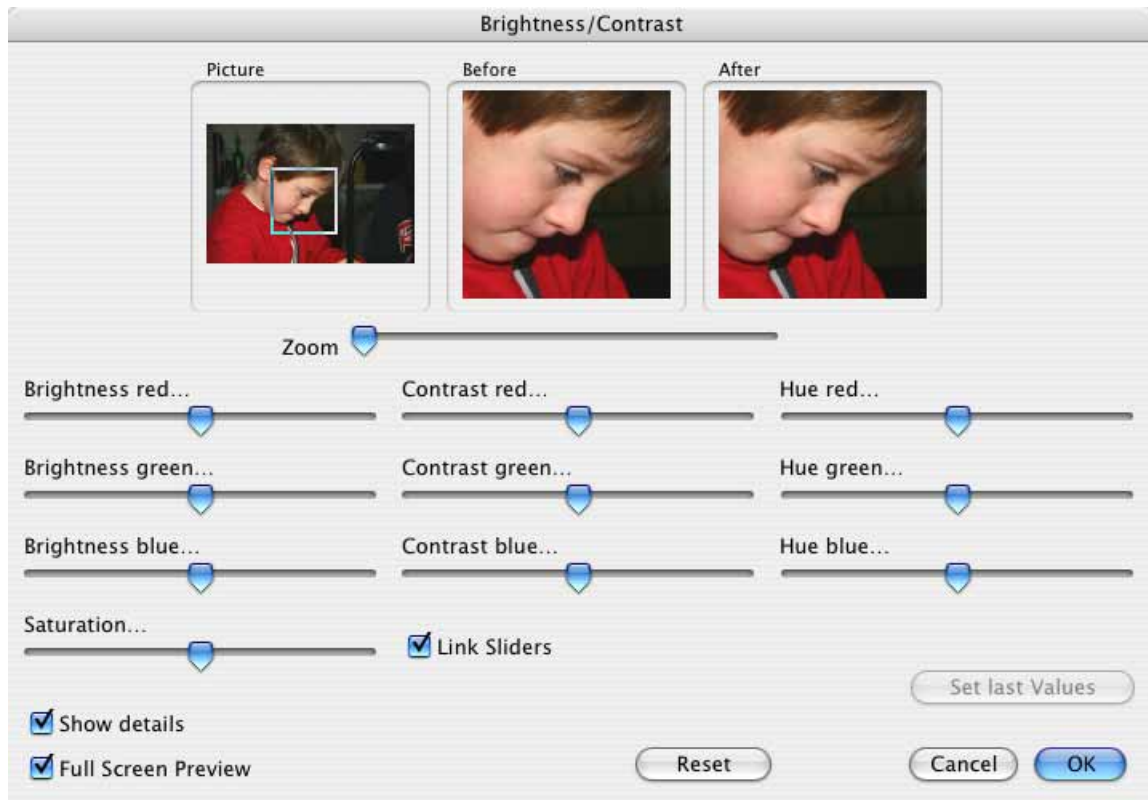 Brightness/Contrast
Picture
Before
After
Zoom
Brightness red...
Contrast red...
Hue red...
Brightness green...
Contrast green...
Hue green...
Brightness blue...
Contrast blue...
Hue blue...
Saturation...
Link Sliders
Set last Values
Show details
Full Screen Preview
Reset
Cancel
OK